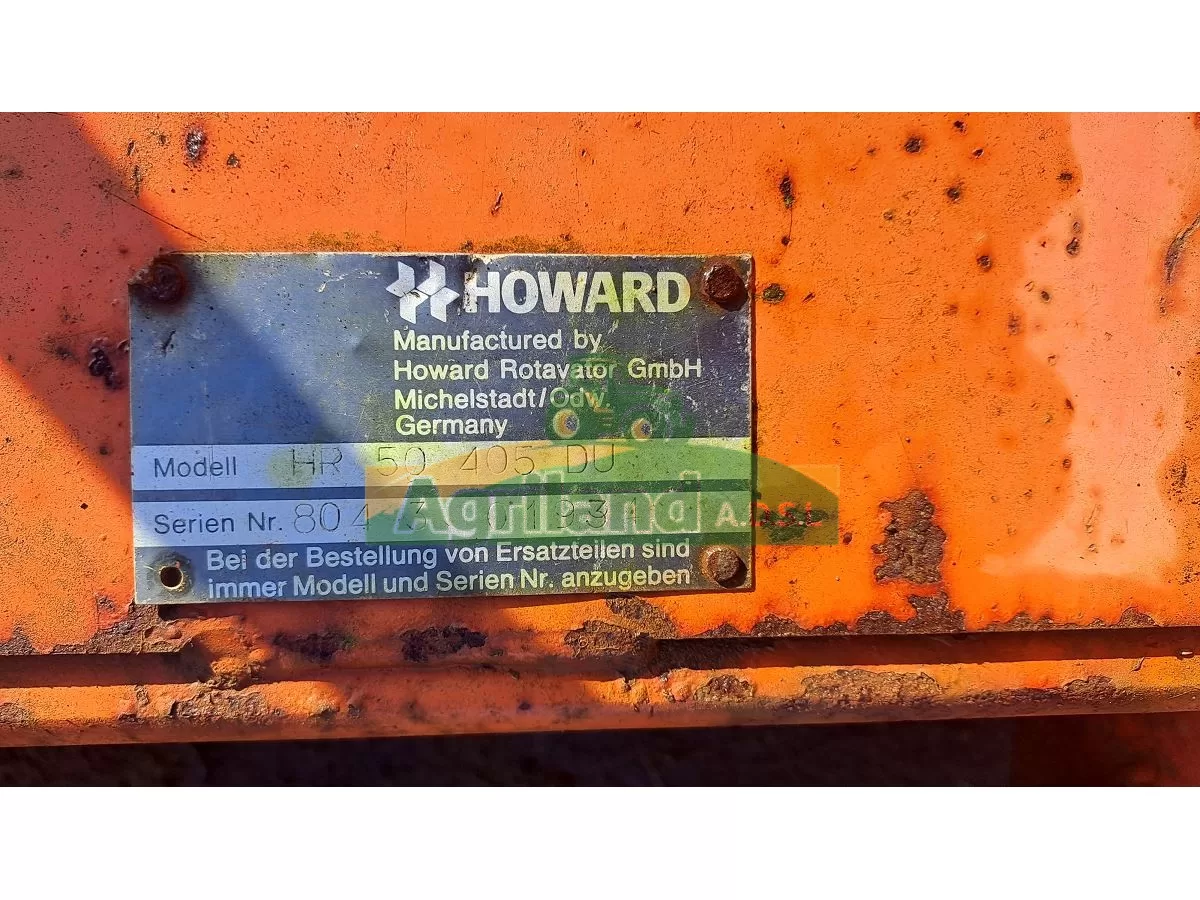 HOWARD
Manufactured by
Howard Rotavator GmbH
Michelstadt/Odw.
Germany
Modell HR 50 405 DU
Serien Nr. 804
Agriland
Bei der Bestellung von Ersatzteilen sind
immer Modell und Serien Nr. anzugeben